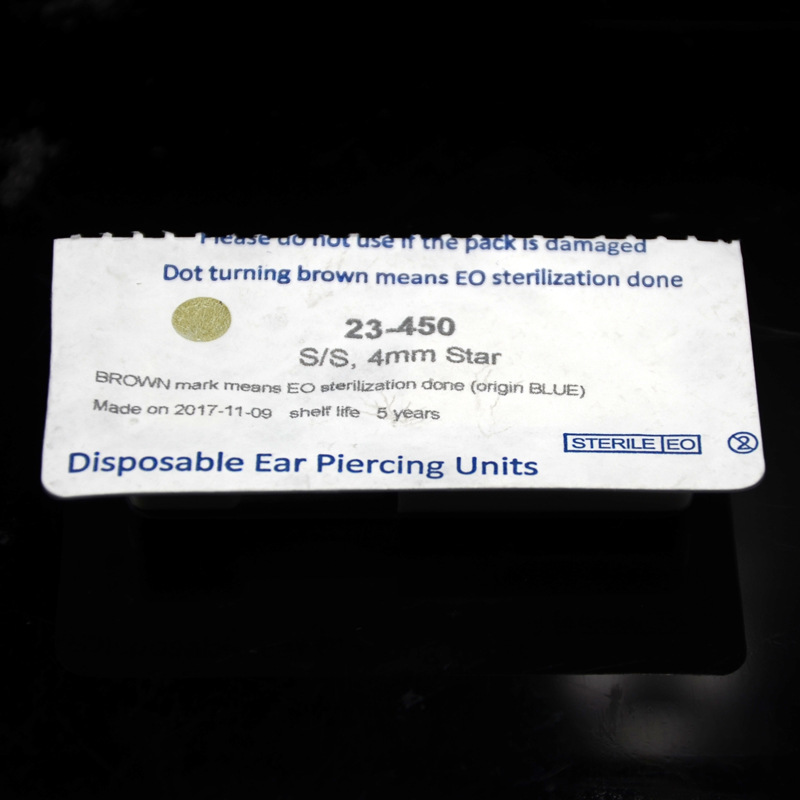 Please do not use if the pack is damaged
Dot turning brown means EO sterilization done
23-450
S/S, 4mm Star
BROWN mark means EO sterilization done (origin BLUE)
Made on 2017-11-09 shelf life 5 years
STERILE EO
2
Disposable Ear Piercing Units